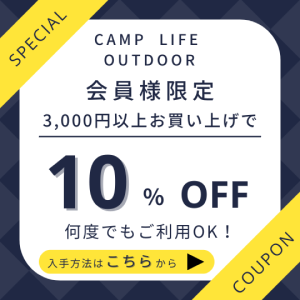 SPECIAL
CAMP LIFE
OUTDOOR
会員様限定
3,000円以上お買い上げで
10 % OFF
何度でもご利用OK！
入手方法はこちらから
COUPON